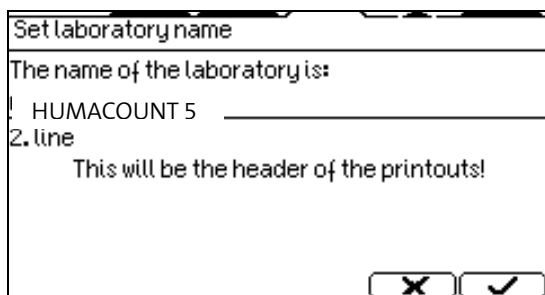 Set laboratory name
The name of the laboratory is:
HUMACOUNT 5
2. line
This will be the header of the printouts!